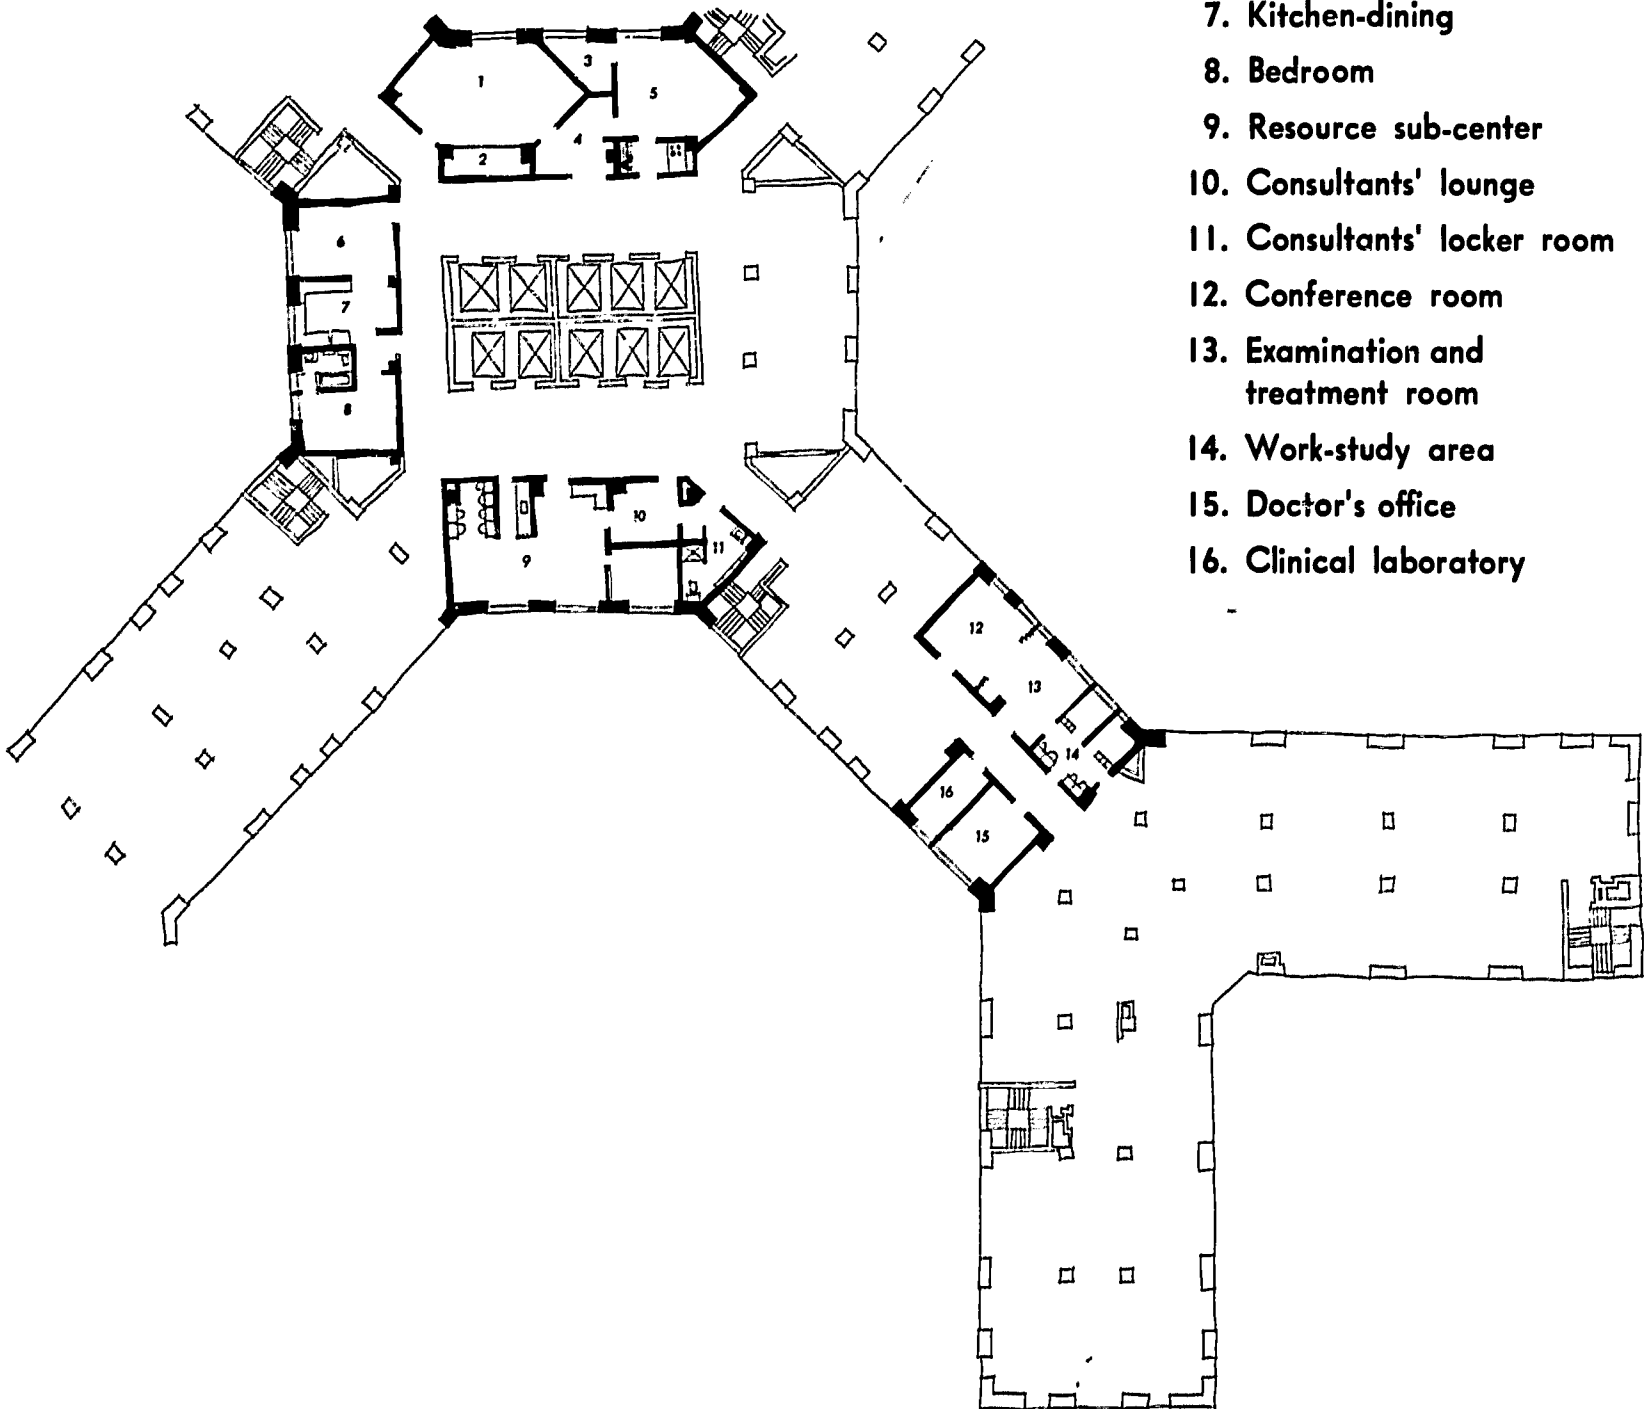 7. Kitchen-dining
8. Bedroom
9. Resource sub-center
10. Consultants' lounge
11. Consultants' locker room
12. Conference room
13. Examination and
treatment room
14. Work-study area
15. Doctor's office
16. Clinical laboratory
1
3
5
4
2
6
7
8
10
11
9
12
13
14
16
15